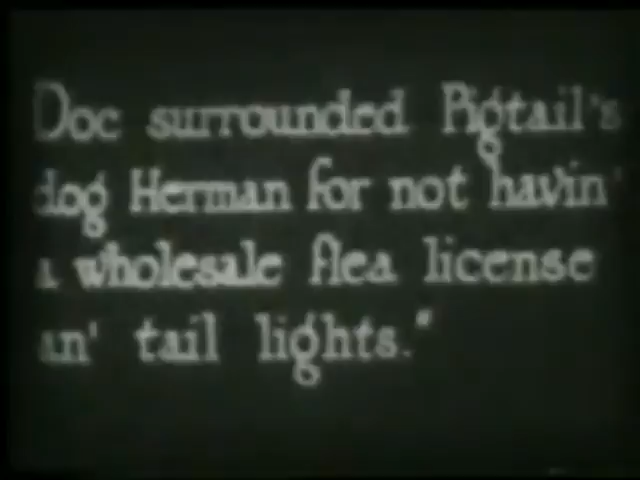 Doc surrounded Pigtail's
dog Herman for not havin'
a wholesale flea license
an' tail lights."